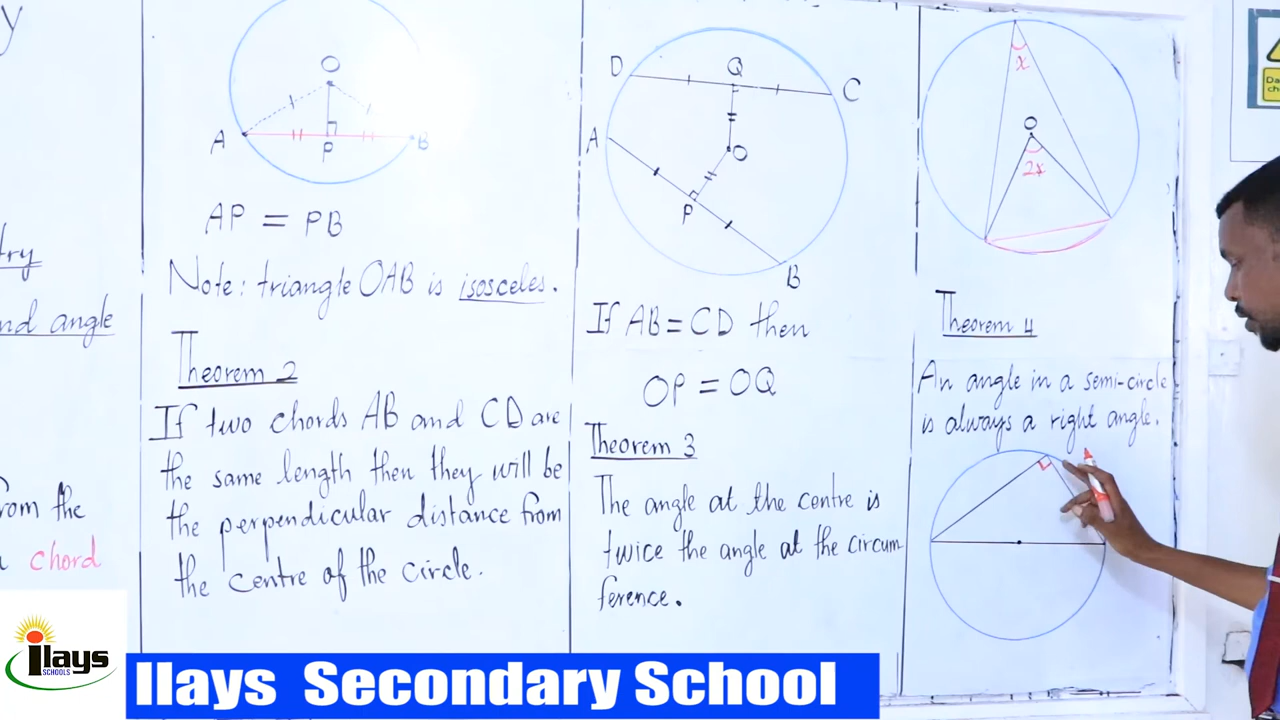 y
try
nd angle
rom the
chord
O
A
P
B
AP = PB
Note: triangle OAB is isosceles.
Theorem 2
If two chords AB and CD are
the same length then they will be
the perpendicular distance from
the centre of the circle.
D
Q
C
A
O
P
B
If AB = CD then
OP = OQ
Theorem 3
The angle at the centre is
twice the angle at the circum
ference.
x
O
2x
Theorem 4
An angle in a semi-circle
is always a right angle.
Ilays
SCHOOLS
Ilays Secondary School